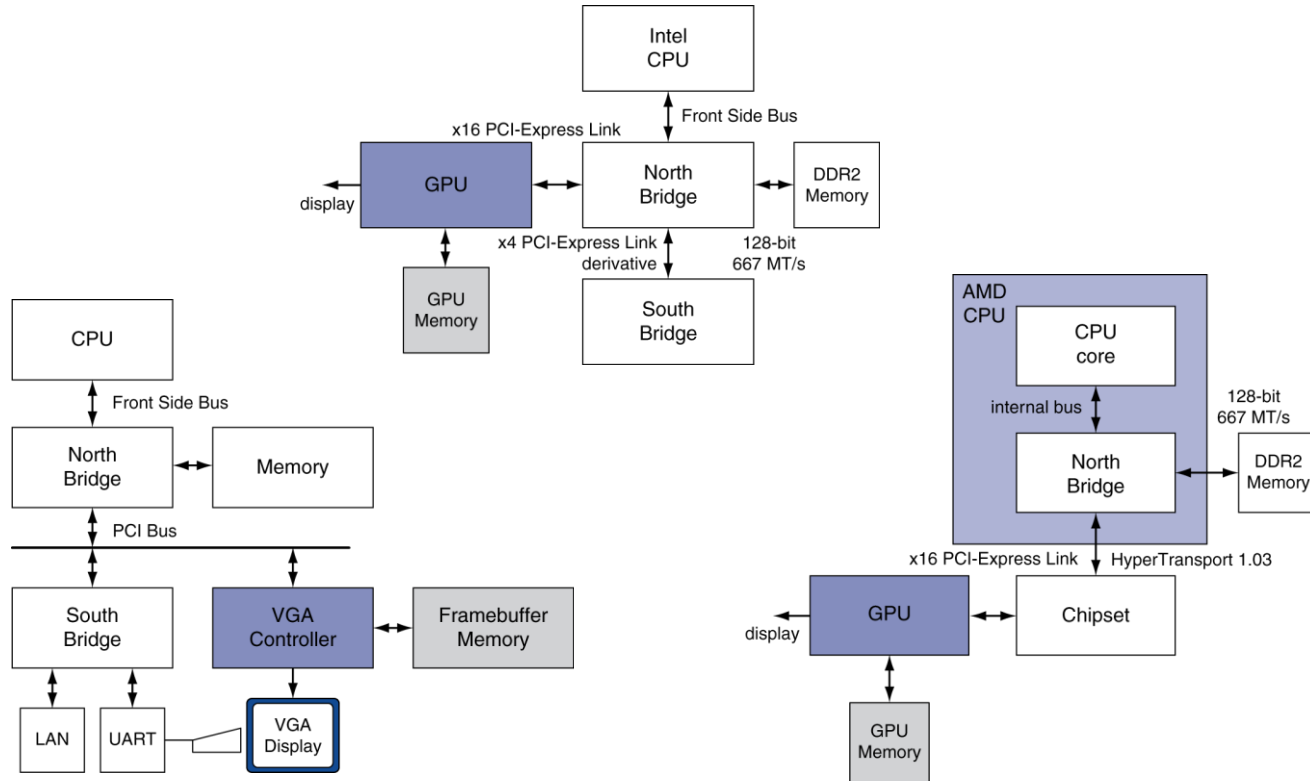 Intel
CPU
Front Side Bus
x16 PCI-Express Link
GPU
North
Bridge
DDR2
Memory
display
x4 PCI-Express Link
derivative
128-bit
667 MT/s
GPU
Memory
South
Bridge
CPU
Front Side Bus
North
Bridge
Memory
PCI Bus
South
Bridge
VGA
Controller
Framebuffer
Memory
LAN
UART
VGA
Display
AMD
CPU
CPU
core
internal bus
128-bit
667 MT/s
North
Bridge
DDR2
Memory
x16 PCI-Express Link
HyperTransport 1.03
GPU
Chipset
display
GPU
Memory